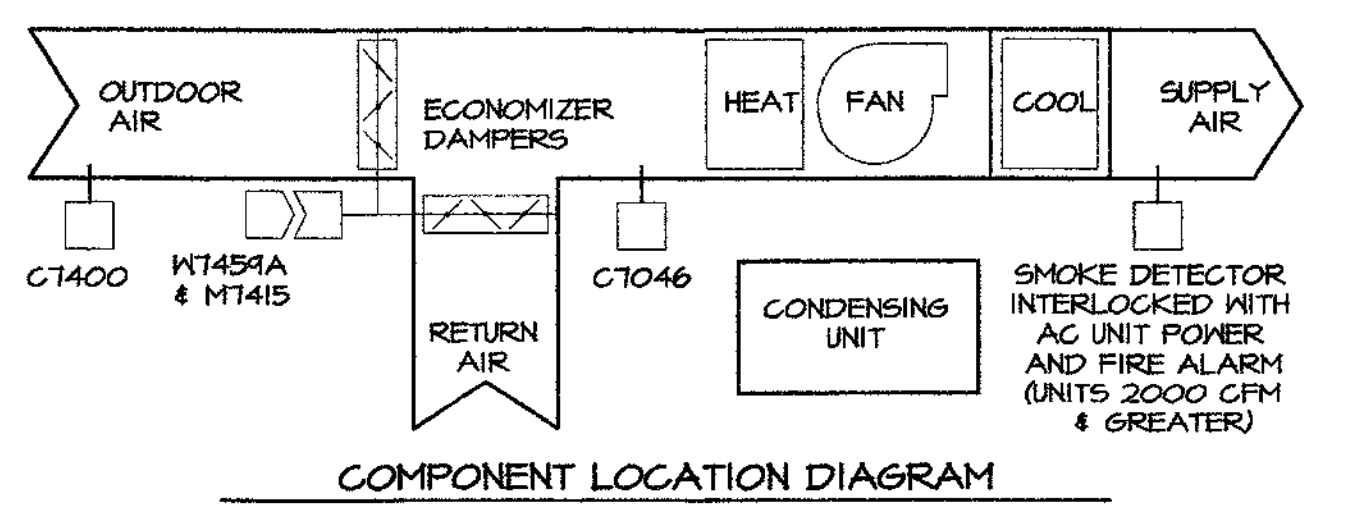 OUTDOOR
AIR
ECONOMIZER
DAMPERS
HEAT
FAN
COOL
SUPPLY
AIR
C7400
W7459A
& M7415
RETURN
AIR
C7046
CONDENSING
UNIT
SMOKE DETECTOR
INTERLOCKED WITH
AC UNIT POWER
AND FIRE ALARM
(UNITS 2000 CFM
& GREATER)
COMPONENT LOCATION DIAGRAM